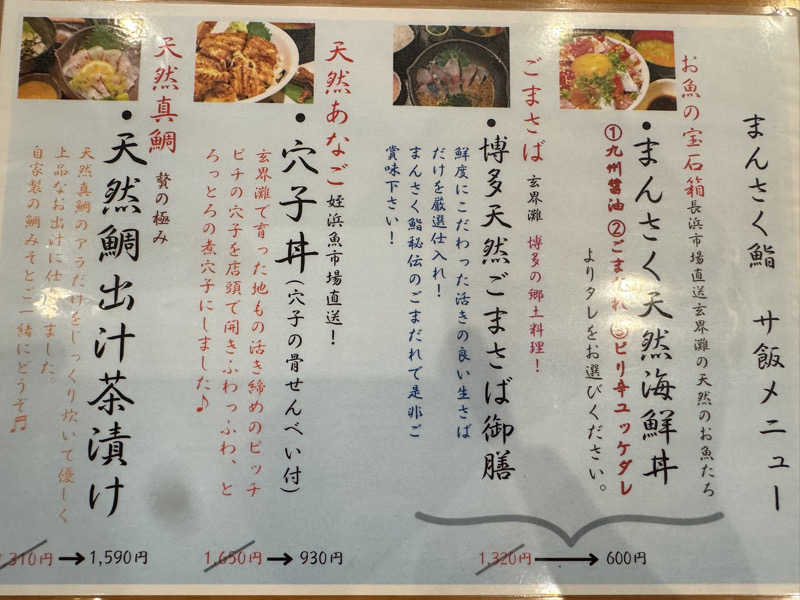 まんさく鮨 サ飯メニュー
お魚の宝石箱 長浜市場直送玄界灘の天然のお魚たち
・まんさく天然海鮮丼
①九州醤油 ②ごまだれ ③ピリ辛ユッケダレ
よりタレをお選びください。
ごまさば 玄界灘 博多の郷土料理！
・博多天然ごまさば御膳
鮮度にこだわった活きの良い生さば
だけを厳選仕入れ！
まんさく鮨秘伝のごまだれで是非ご
賞味下さい！
1,320円→600円
天然あなご 姪浜魚市場直送！
・穴子丼(穴子の骨せんべい付)
玄界灘で育った地もの活き締めのピッチ
ピチの穴子を店頭で開きふわっふわ、と
ろっとろの煮穴子にしました♪
1,650円→930円
天然真鯛 贅の極み
・天然鯛出汁茶漬け
天然真鯛のアラだけをじっくり炊いて優しく
上品なお出汁に仕 ました。
自家製の鯛みそとご一緒にどうぞ♬
1,310円→1,590円